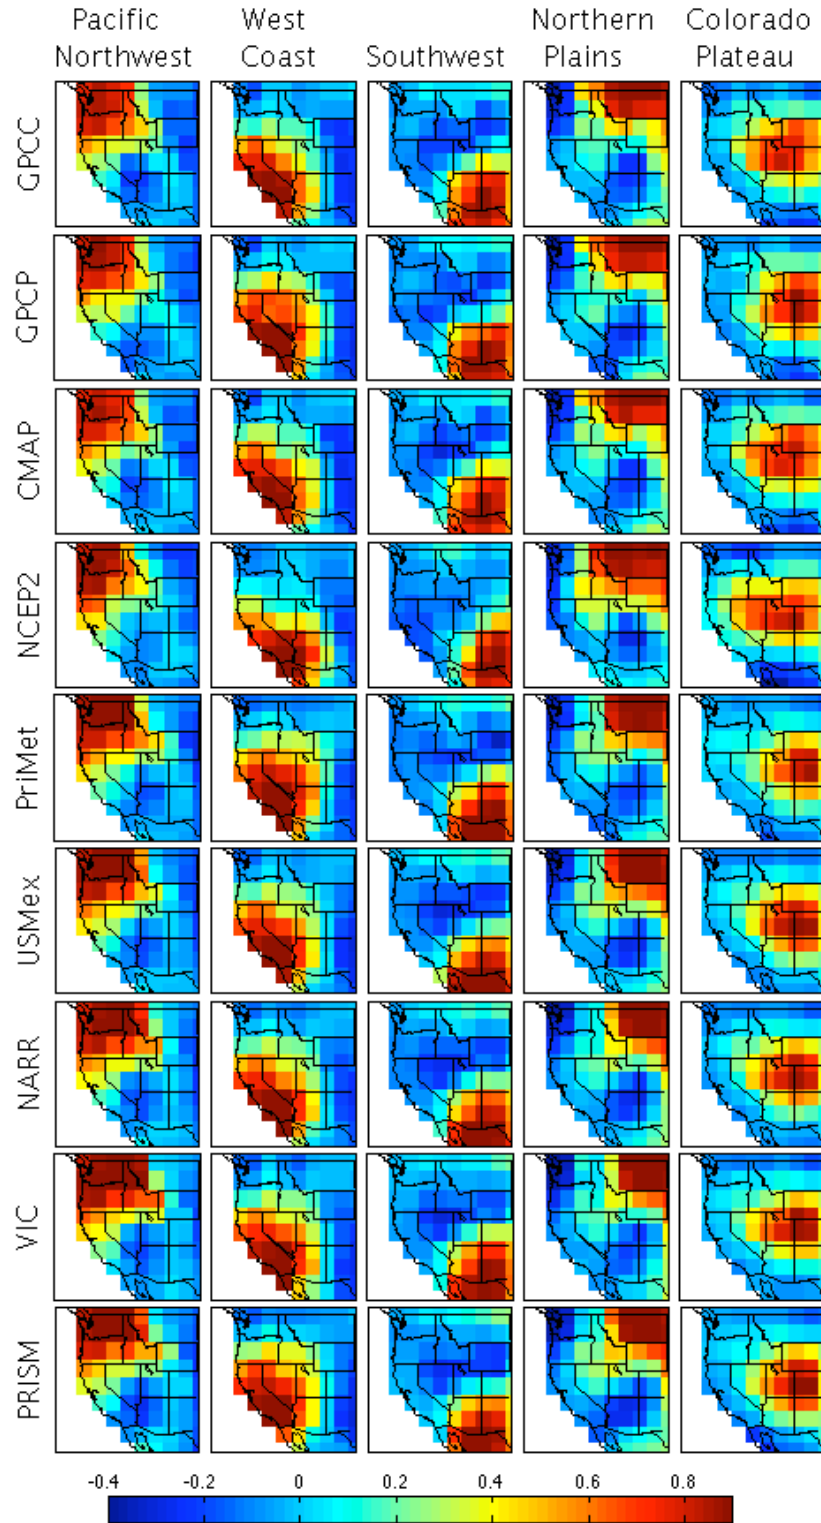 Pacific West Northern Colorado
Northwest Coast Southwest Plains Plateau
GPCC
GPCP
CMAP
NCEP2
PriMet
USMex
NARR
VIC
PRISM
-0.4 -0.2 0 0.2 0.4 0.6 0.8